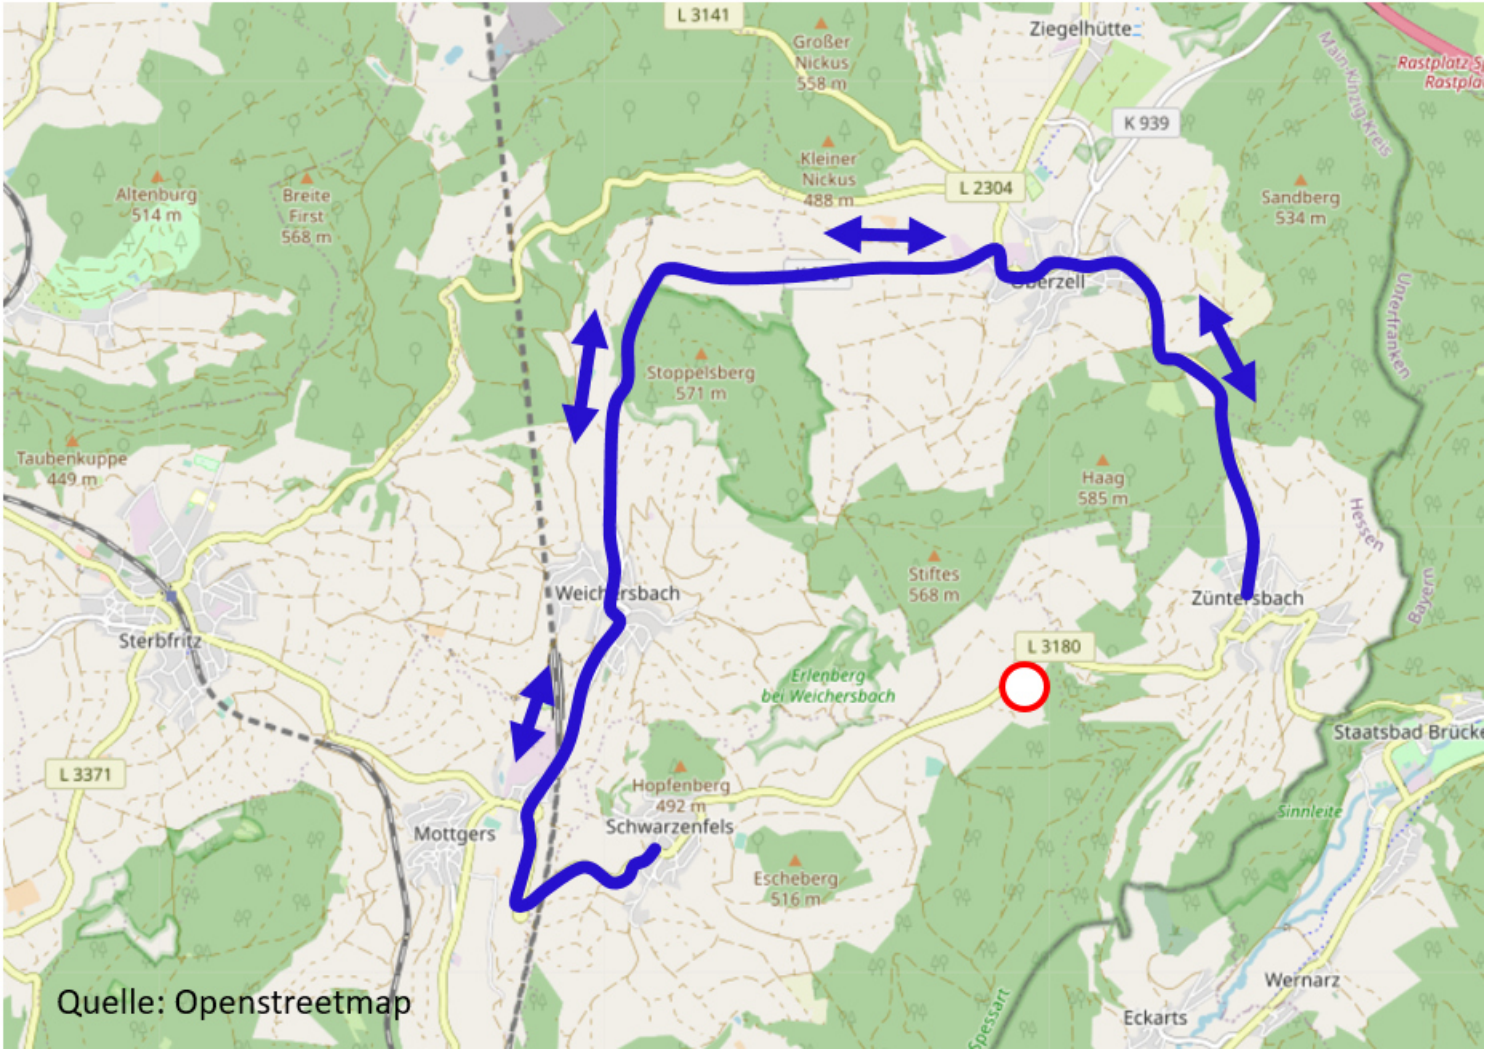 L 3141
Ziegelhütte
Großer
Nickus
558 m
Main-Kinzig-Kreis
K 939
Kleiner
Nickus
488 m
L 2304
Altenburg
514 m
Breite
First
568 m
Sandberg
534 m
Oberzell
Unterfranken
Stoppelsberg
571 m
Taubenkuppe
449 m
Haag
585 m
Hessen
Bayern
Stiftes
568 m
Weichersbach
Züntersbach
Sterbfritz
L 3180
Erlenberg
bei Weichersbach
Staatsbad Brücke
L 3371
Hopfenberg
492 m
Schwarzenfels
Mottgers
Sinnleite
Escheberg
516 m
Wernarz
Quelle: Openstreetmap
Eckarts
Spessart